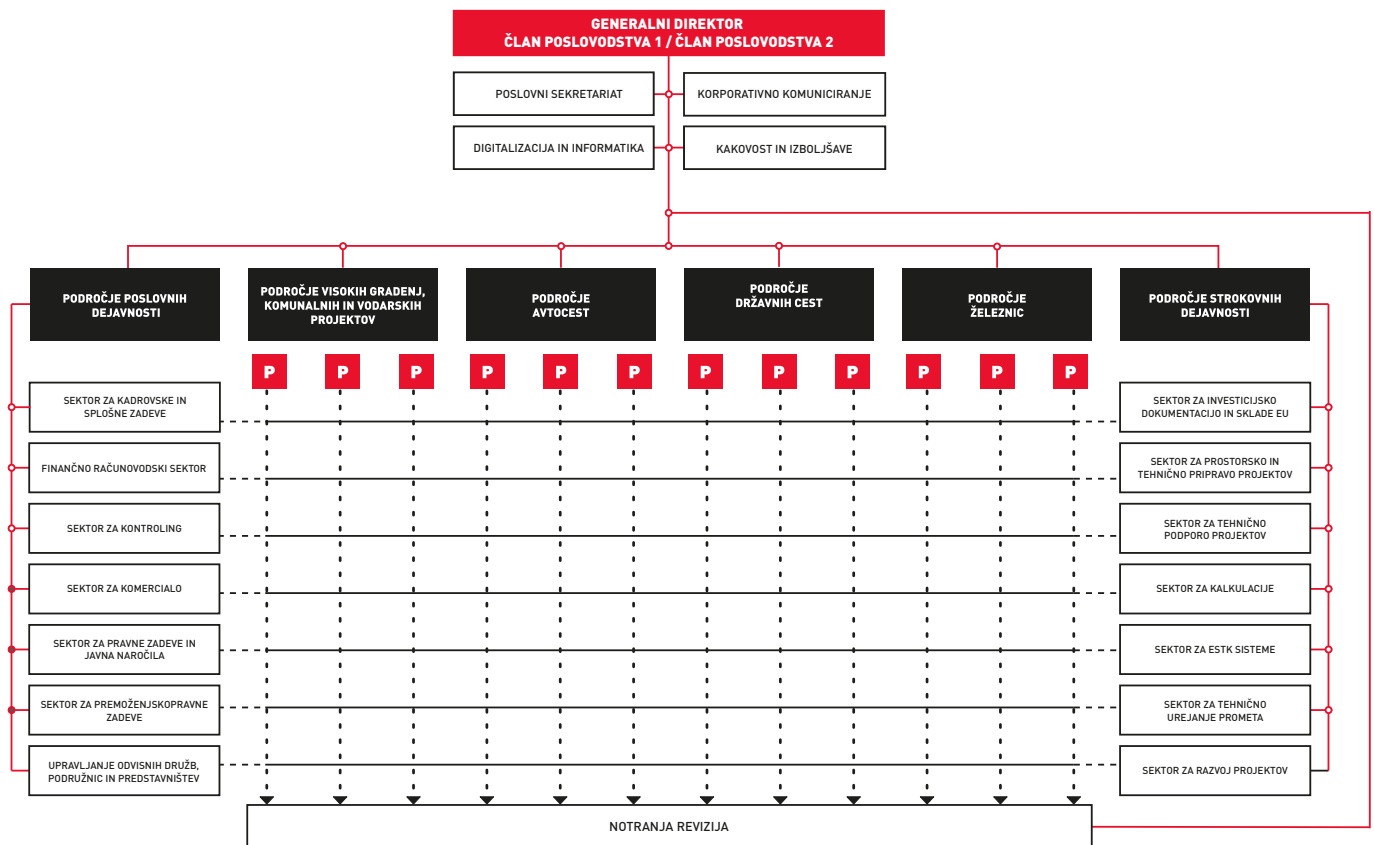 GENERALNI DIREKTOR
ČLAN POSLOVODSTVA 1 / ČLAN POSLOVODSTVA 2
POSLOVNI SEKRETARIAT
KORPORATIVNO KOMUNICIRANJE
DIGITALIZACIJA IN INFORMATIKA
KAKOVOST IN IZBOLJŠAVE
PODROČJE POSLOVNIH
DEJAVNOSTI
PODROČJE VISOKIH GRADENJ,
KOMUNALNIH IN VODARSKIH
PROJEKTOV
PODROČJE
AVTOCEST
PODROČJE
DRŽAVNIH CEST
PODROČJE
ŽELEZNIC
PODROČJE STROKOVNIH
DEJAVNOSTI
P P P P P P P P P P P P
SEKTOR ZA KADROVSKE IN
SPLOŠNE ZADEVE
FINANČNO RAČUNOVODSKI SEKTOR
SEKTOR ZA KONTROLING
SEKTOR ZA KOMERCIALO
SEKTOR ZA PRAVNE ZADEVE IN
JAVNA NAROČILA
SEKTOR ZA PREMOŽENJSKOPRAVNE
ZADEVE
UPRAVLJANJE ODVISNIH DRUŽB,
PODRUŽNIC IN PREDSTAVNIŠTEV
SEKTOR ZA INVESTICIJSKO
DOKUMENTACIJO IN SKLADE EU
SEKTOR ZA PROSTORSKO IN
TEHNIČNO PRIPRAVO PROJEKTOV
SEKTOR ZA TEHNIČNO
PODPORO PROJEKTOV
SEKTOR ZA KALKULACIJE
SEKTOR ZA ESTK SISTEME
SEKTOR ZA TEHNIČNO
UREJANJE PROMETA
SEKTOR ZA RAZVOJ PROJEKTOV
NOTRANJA REVIZIJA